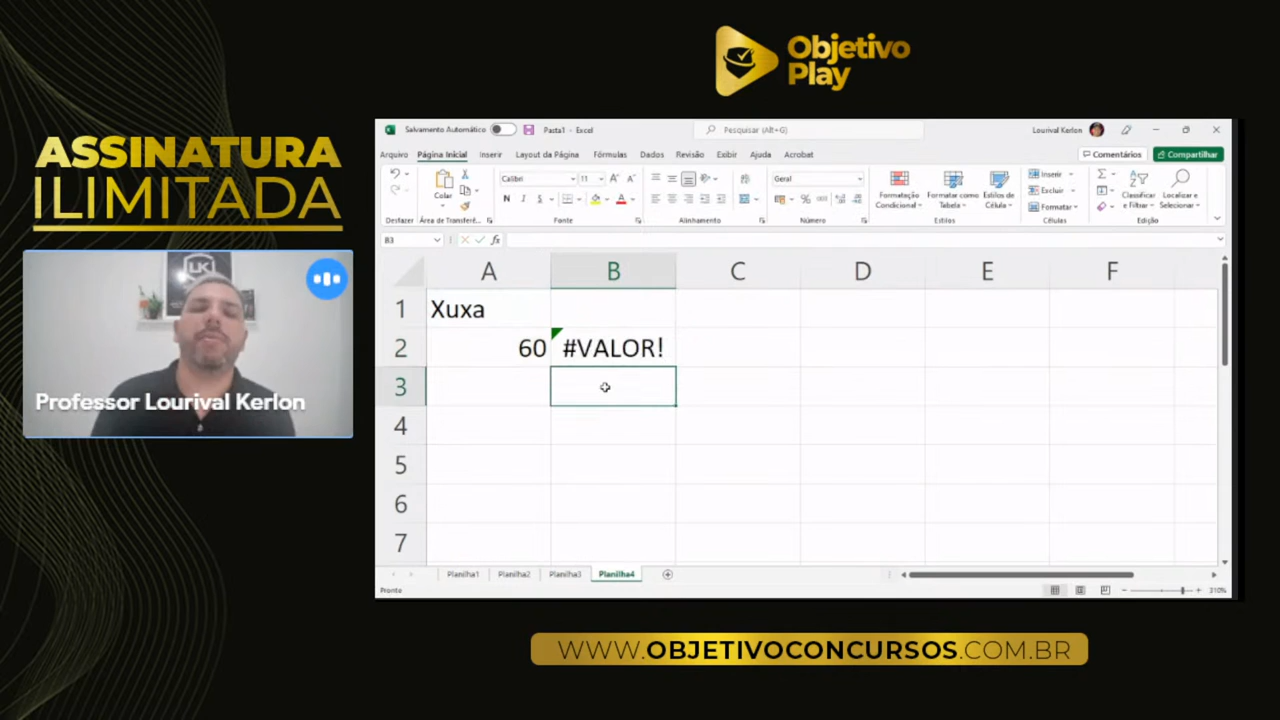 Objetivo
Play
ASSINATURA
ILIMITADA
Professor Lourival Kerlon
LK
Salvamento Automático
Pasta1 - Excel
Pesquisar (Alt+G)
Lourival Kerlon
Arquivo Página Inicial Inserir Layout da Página Fórmulas Dados Revisão Exibir Ajuda Acrobat
Comentários Compartilhar
Colar
Calibri 11
N I S
Geral
Formatação Condicional
Formatar como Tabela
Estilos de Célula
Inserir
Excluir
Formatar
Classificar e Filtrar
Localizar e Selecionar
Desfazer Área de Transferê... Fonte Alinhamento Número Estilos Células Edição
B3 fx
A B C D E F
1 Xuxa
2 60 #VALOR!
3
4
5
6
7
Planilha1 Planilha2 Planilha3 Planilha4
Pronto 310%
WWW.OBJETIVOCONCURSOS.COM.BR